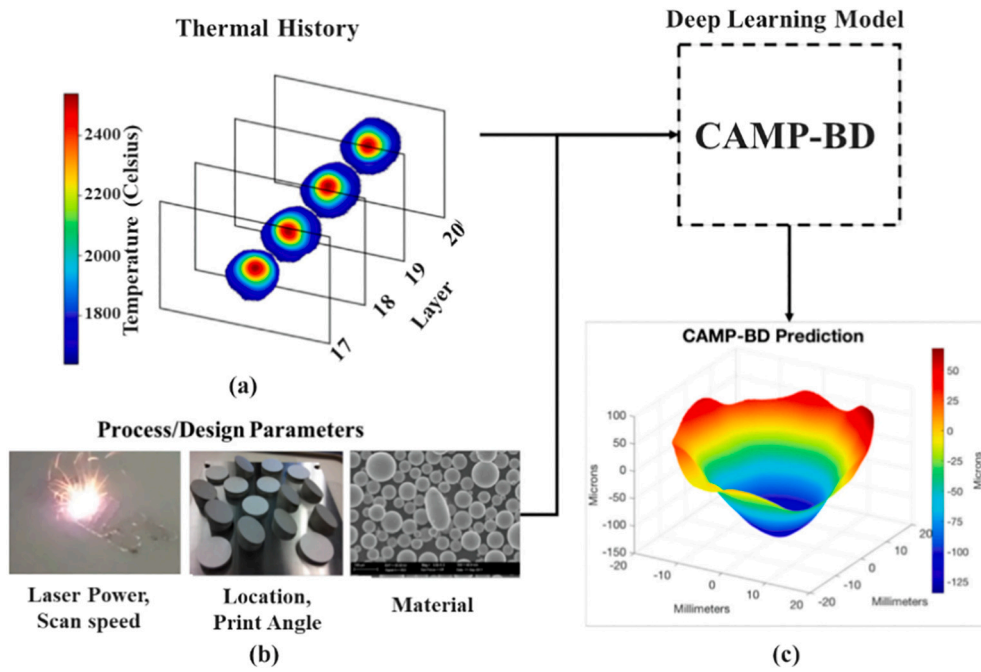 Thermal History
Deep Learning Model
2400
2200
2000
1800
Temperature (Celsius)
20
19
18
17
Layer
CAMP-BD
(a)
Process/Design Parameters
Laser Power,
Scan speed
Location,
Print Angle
Material
(b)
CAMP-BD Prediction
100
50
0
-50
-100
-150
Microns
-20
-10
0
10
20
Millimeters
-20
-10
0
10
20
Millimeters
50
25
0
-25
-50
-75
-100
-125
Microns
(c)